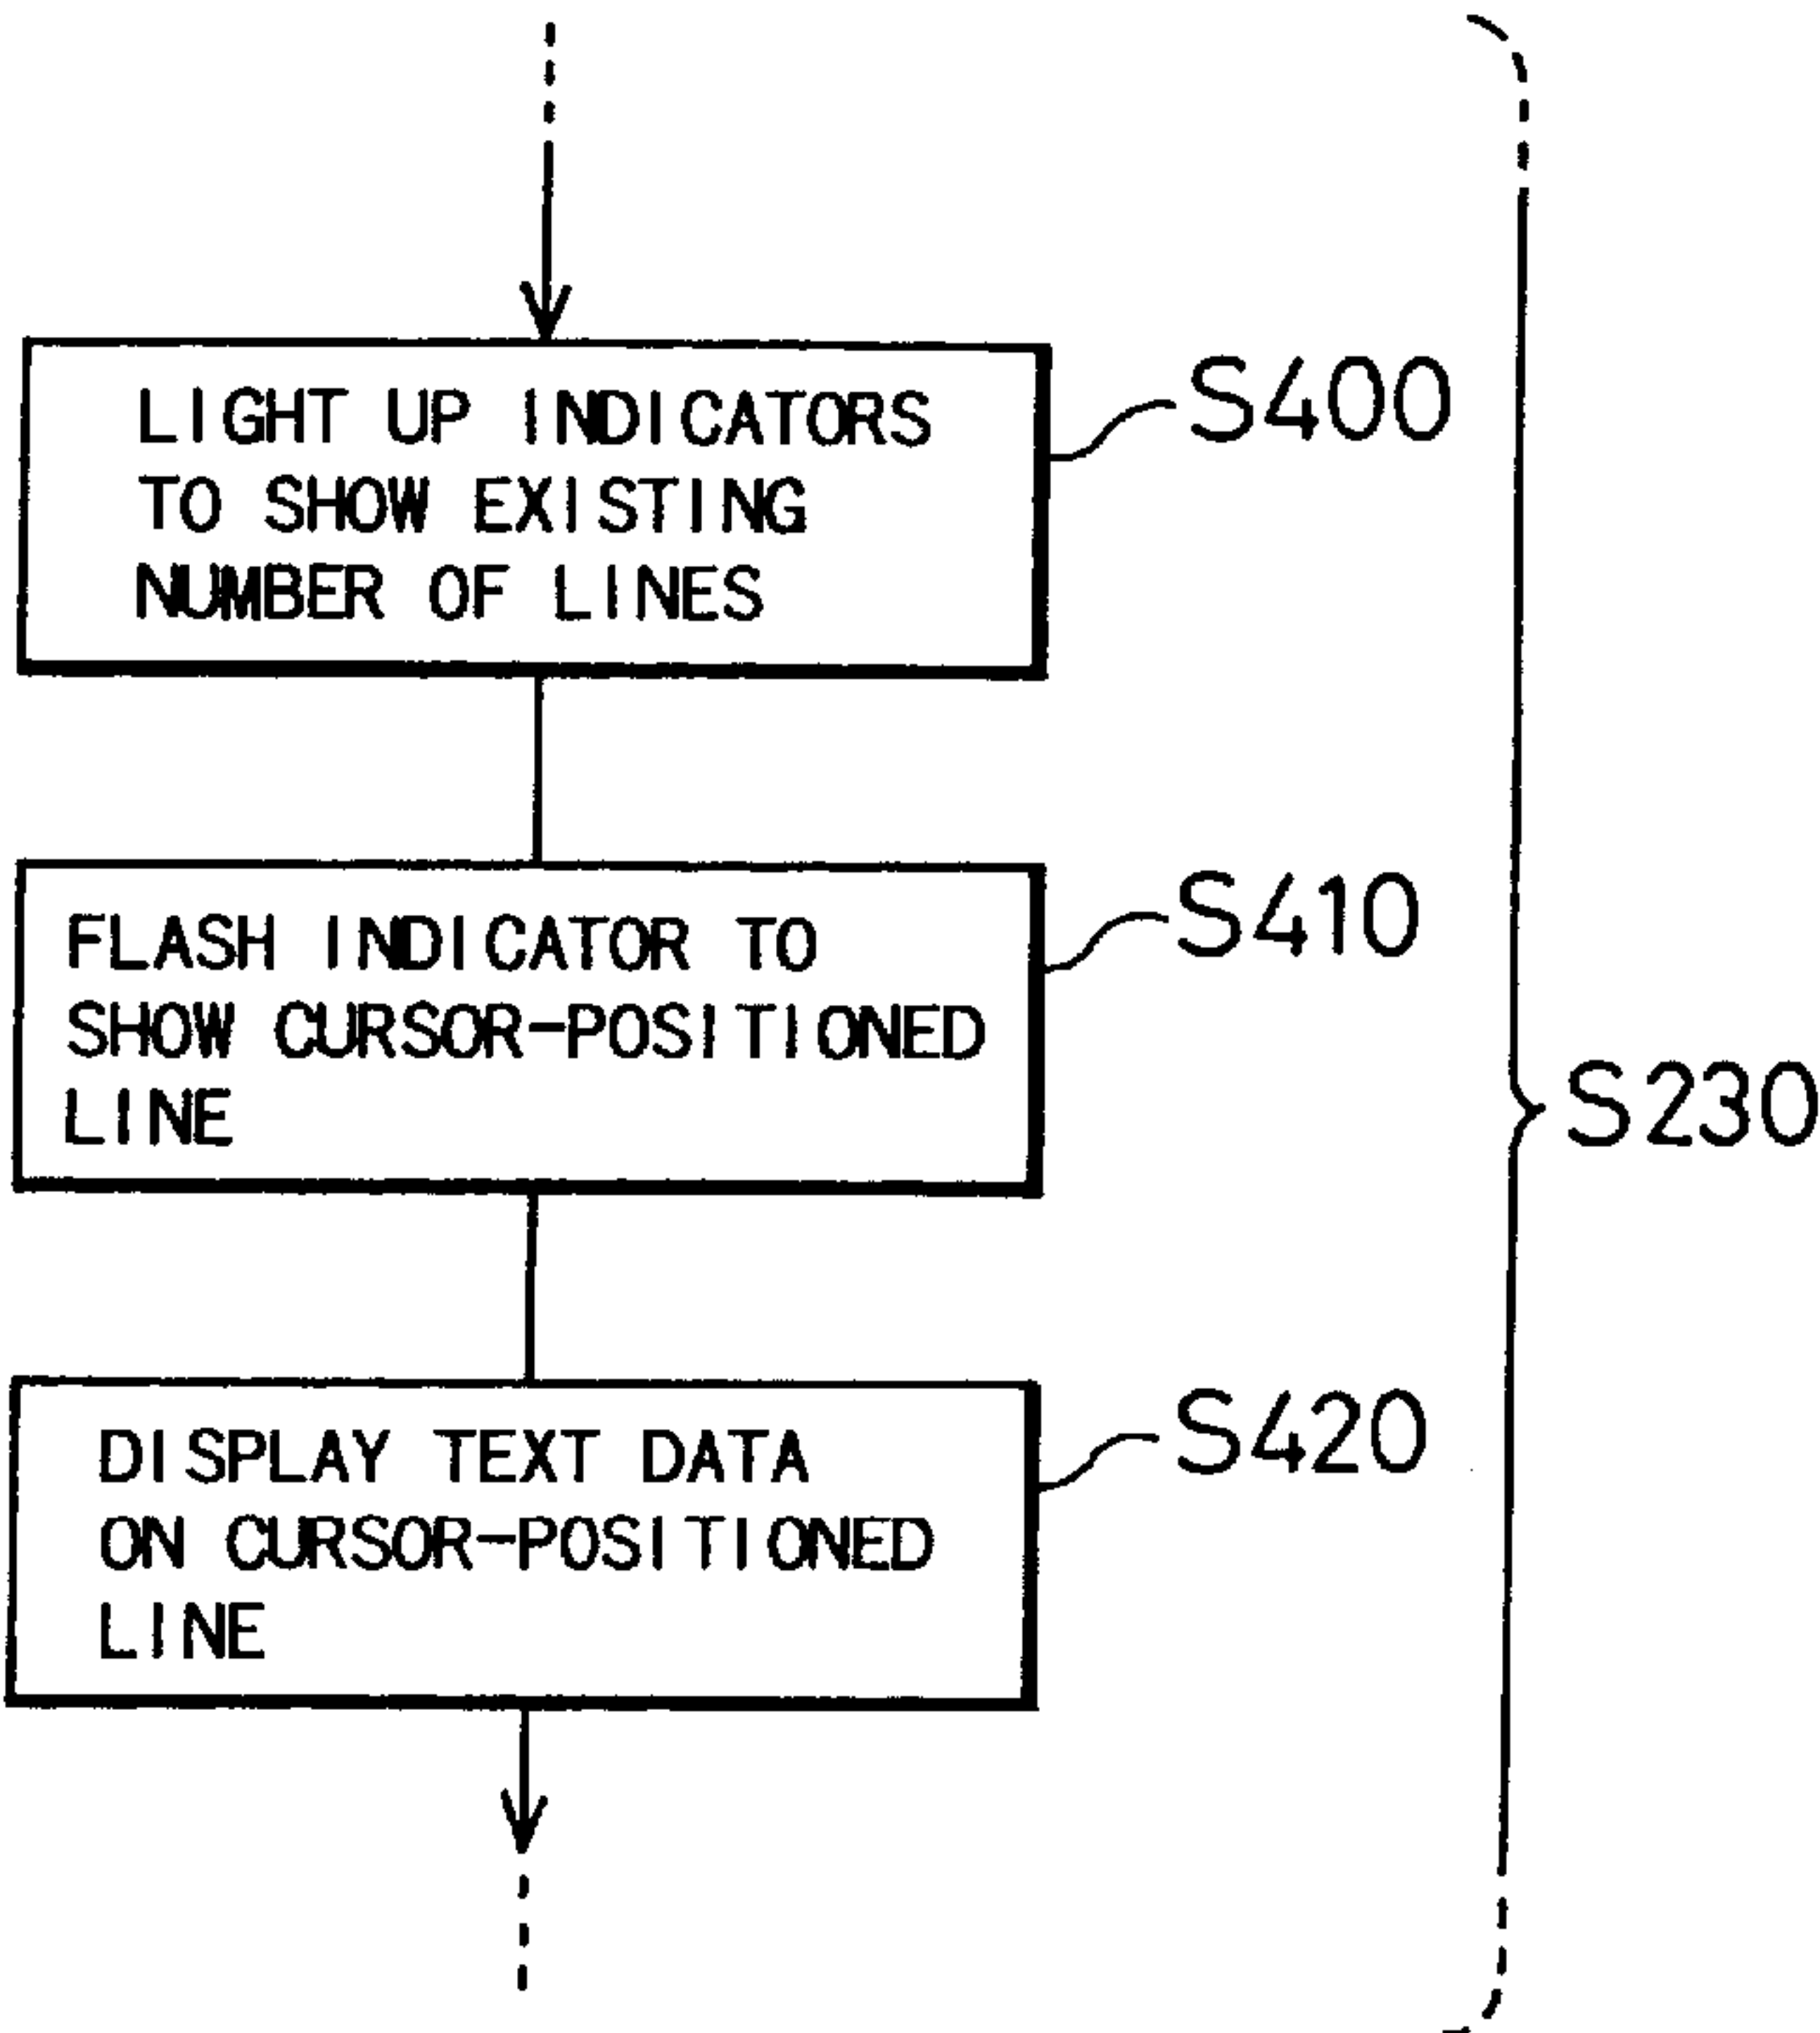 LIGHT UP INDICATORS
TO SHOW EXISTING
NUMBER OF LINES
S400
FLASH INDICATOR TO
SHOW CURSOR-POSITIONED
LINE
S410
S230
DISPLAY TEXT DATA
ON CURSOR-POSITIONED
LINE
S420